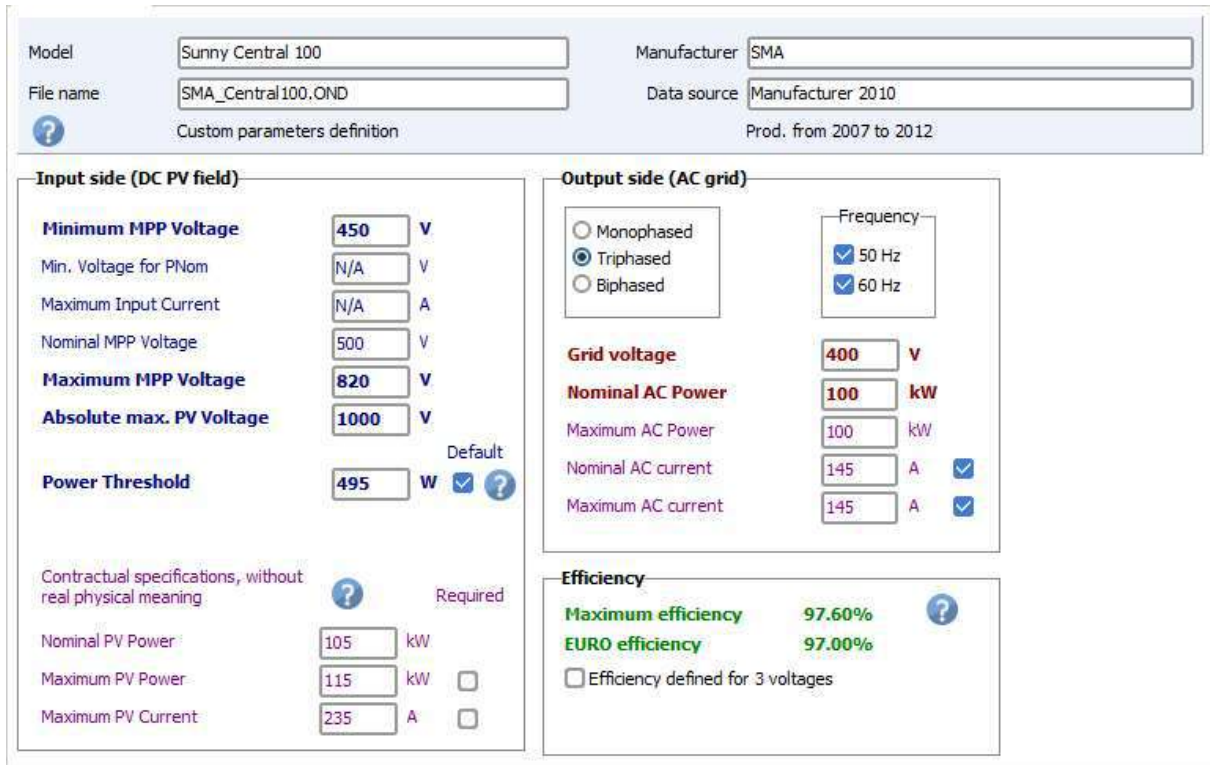 Model Sunny Central 100 Manufacturer SMA
File name SMA_Central100.OND Data source Manufacturer 2010
? Custom parameters definition Prod. from 2007 to 2012
Input side (DC PV field)
Minimum MPP Voltage 450 V
Min. Voltage for PNom N/A V
Maximum Input Current N/A A
Nominal MPP Voltage 500 V
Maximum MPP Voltage 820 V
Absolute max. PV Voltage 1000 V
Default
Power Threshold 495 W ?
Contractual specifications, without
real physical meaning ? Required
Nominal PV Power 105 kW
Maximum PV Power 115 kW
Maximum PV Current 235 A
Output side (AC grid)
Monophased
Triphased
Biphased
Frequency
50 Hz
60 Hz
Grid voltage 400 V
Nominal AC Power 100 kW
Maximum AC Power 100 kW
Nominal AC current 145 A
Maximum AC current 145 A
Efficiency
Maximum efficiency 97.60% ?
EURO efficiency 97.00%
Efficiency defined for 3 voltages